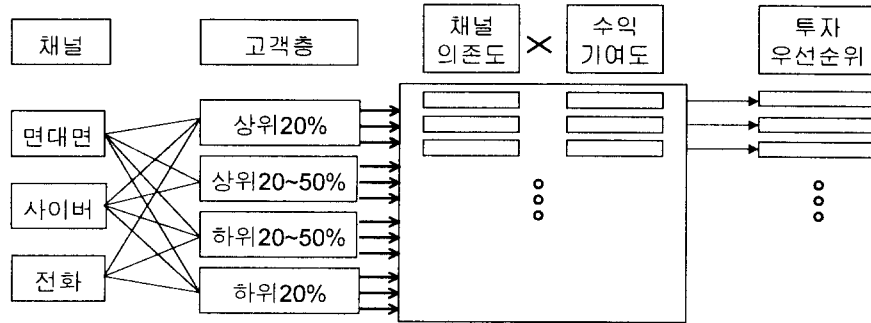 채널
고객층
채널
의존도
×
수익
기여도
투자
우선순위
면대면
사이버
전화
상위20%
상위20~50%
하위20~50%
하위20%